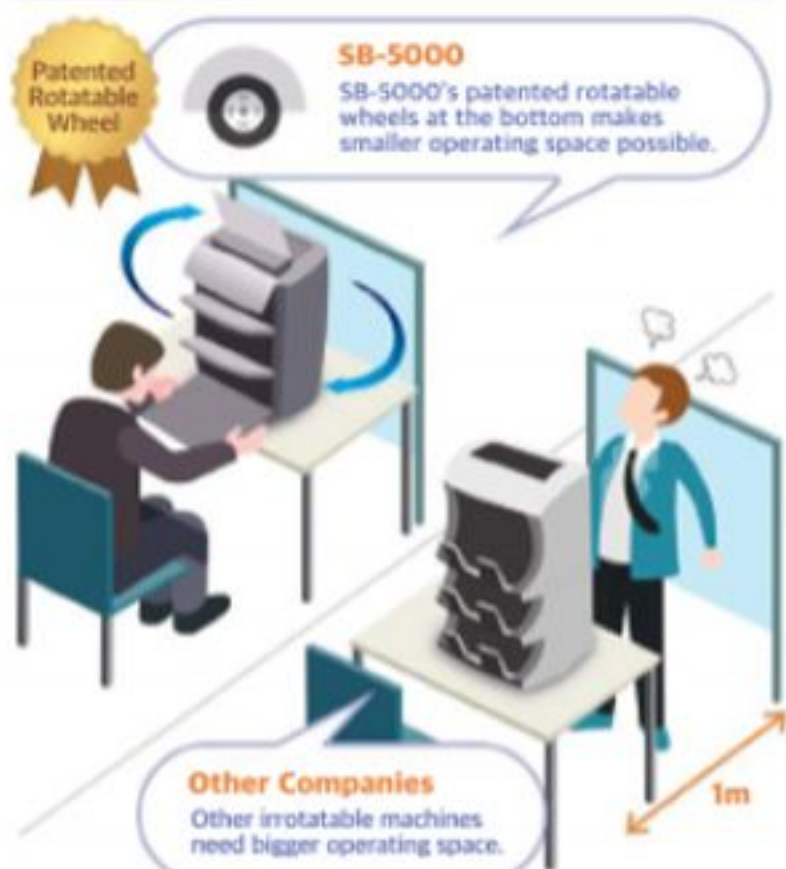 Patented
Rotatable
Wheel
SB-5000
SB-5000's patented rotatable
wheels at the bottom makes
smaller operating space possible.
Other Companies
Other irrotatable machines
need bigger operating space.
1m